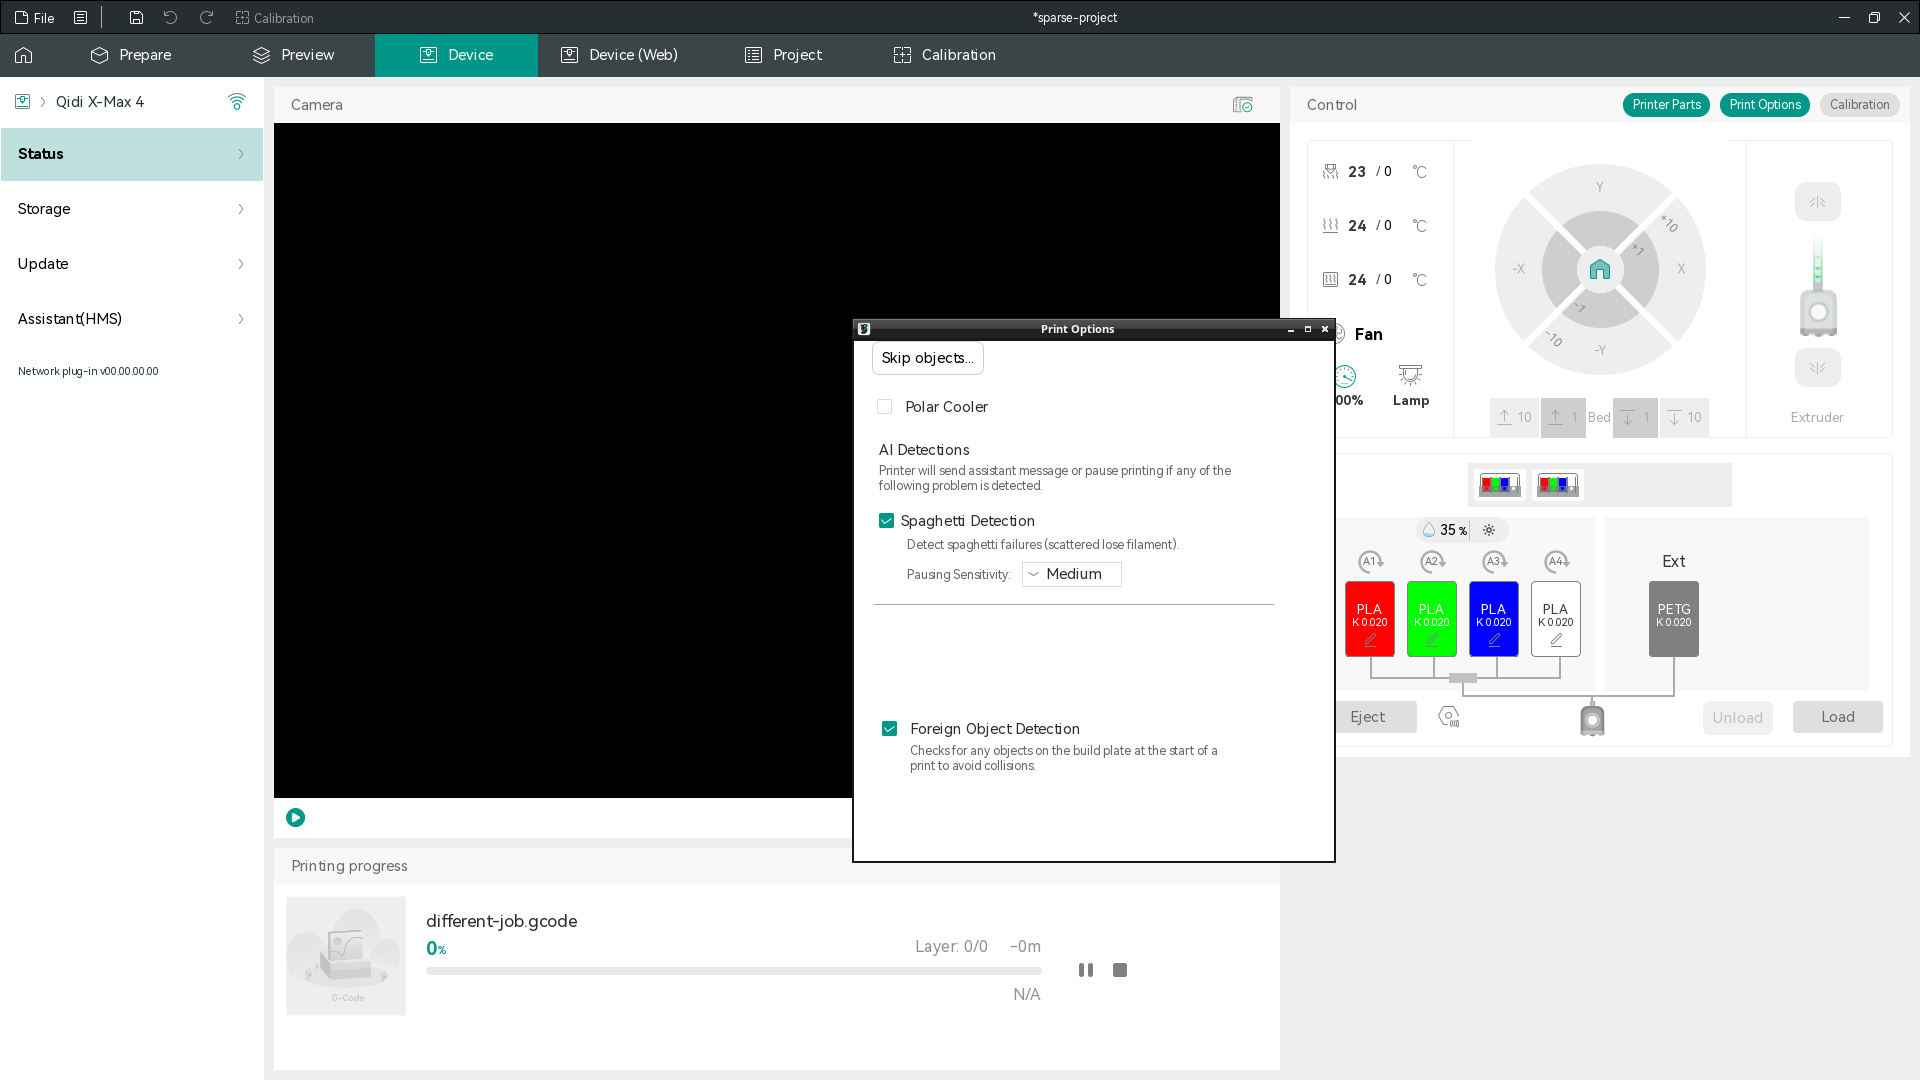 File
Calibration
*sparse-project
Prepare
Preview
Device
Device (Web)
Project
Calibration
Qidi X-Max 4
Status
Storage
Update
Assistant(HMS)
Network plug-in v00.00.00.00
Camera
Control
Printer Parts
Print Options
Calibration
23 / 0 °C
24 / 0 °C
24 / 0 °C
Fan
00%
Lamp
Y
+10
+1
-X
X
-1
-10
-Y
10
1
Bed
1
10
Extruder
Print Options
Skip objects...
Polar Cooler
AI Detections
Printer will send assistant message or pause printing if any of the
following problem is detected.
Spaghetti Detection
Detect spaghetti failures (scattered lose filament).
Pausing Sensitivity:
Medium
Foreign Object Detection
Checks for any objects on the build plate at the start of a
print to avoid collisions.
35 %
A1
A2
A3
A4
Ext
PLA
K 0.020
PLA
K 0.020
PLA
K 0.020
PLA
K 0.020
PETG
K 0.020
Eject
Unload
Load
Printing progress
G-Code
different-job.gcode
0%
Layer: 0/0
-0m
N/A